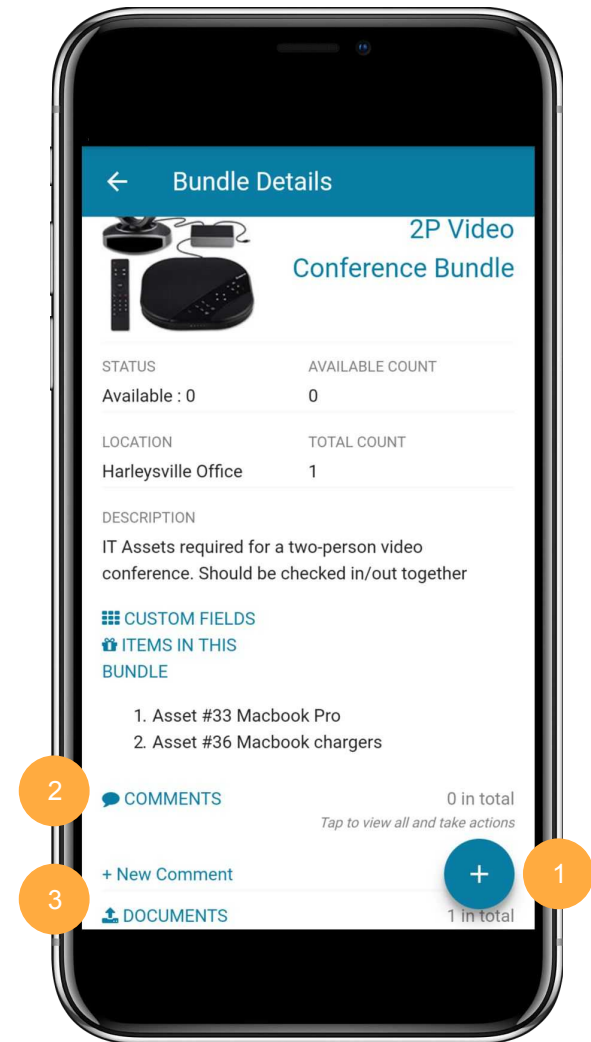 Bundle Details
2P Video
Conference Bundle
STATUS
AVAILABLE COUNT
Available : 0
0
LOCATION
TOTAL COUNT
Harleysville Office
1
DESCRIPTION
IT Assets required for a two-person video
conference. Should be checked in/out together
CUSTOM FIELDS
ITEMS IN THIS
BUNDLE
1. Asset #33 Macbook Pro
2. Asset #36 Macbook chargers
2
COMMENTS
0 in total
Tap to view all and take actions
+ New Comment
+
1
3
DOCUMENTS
1 in total